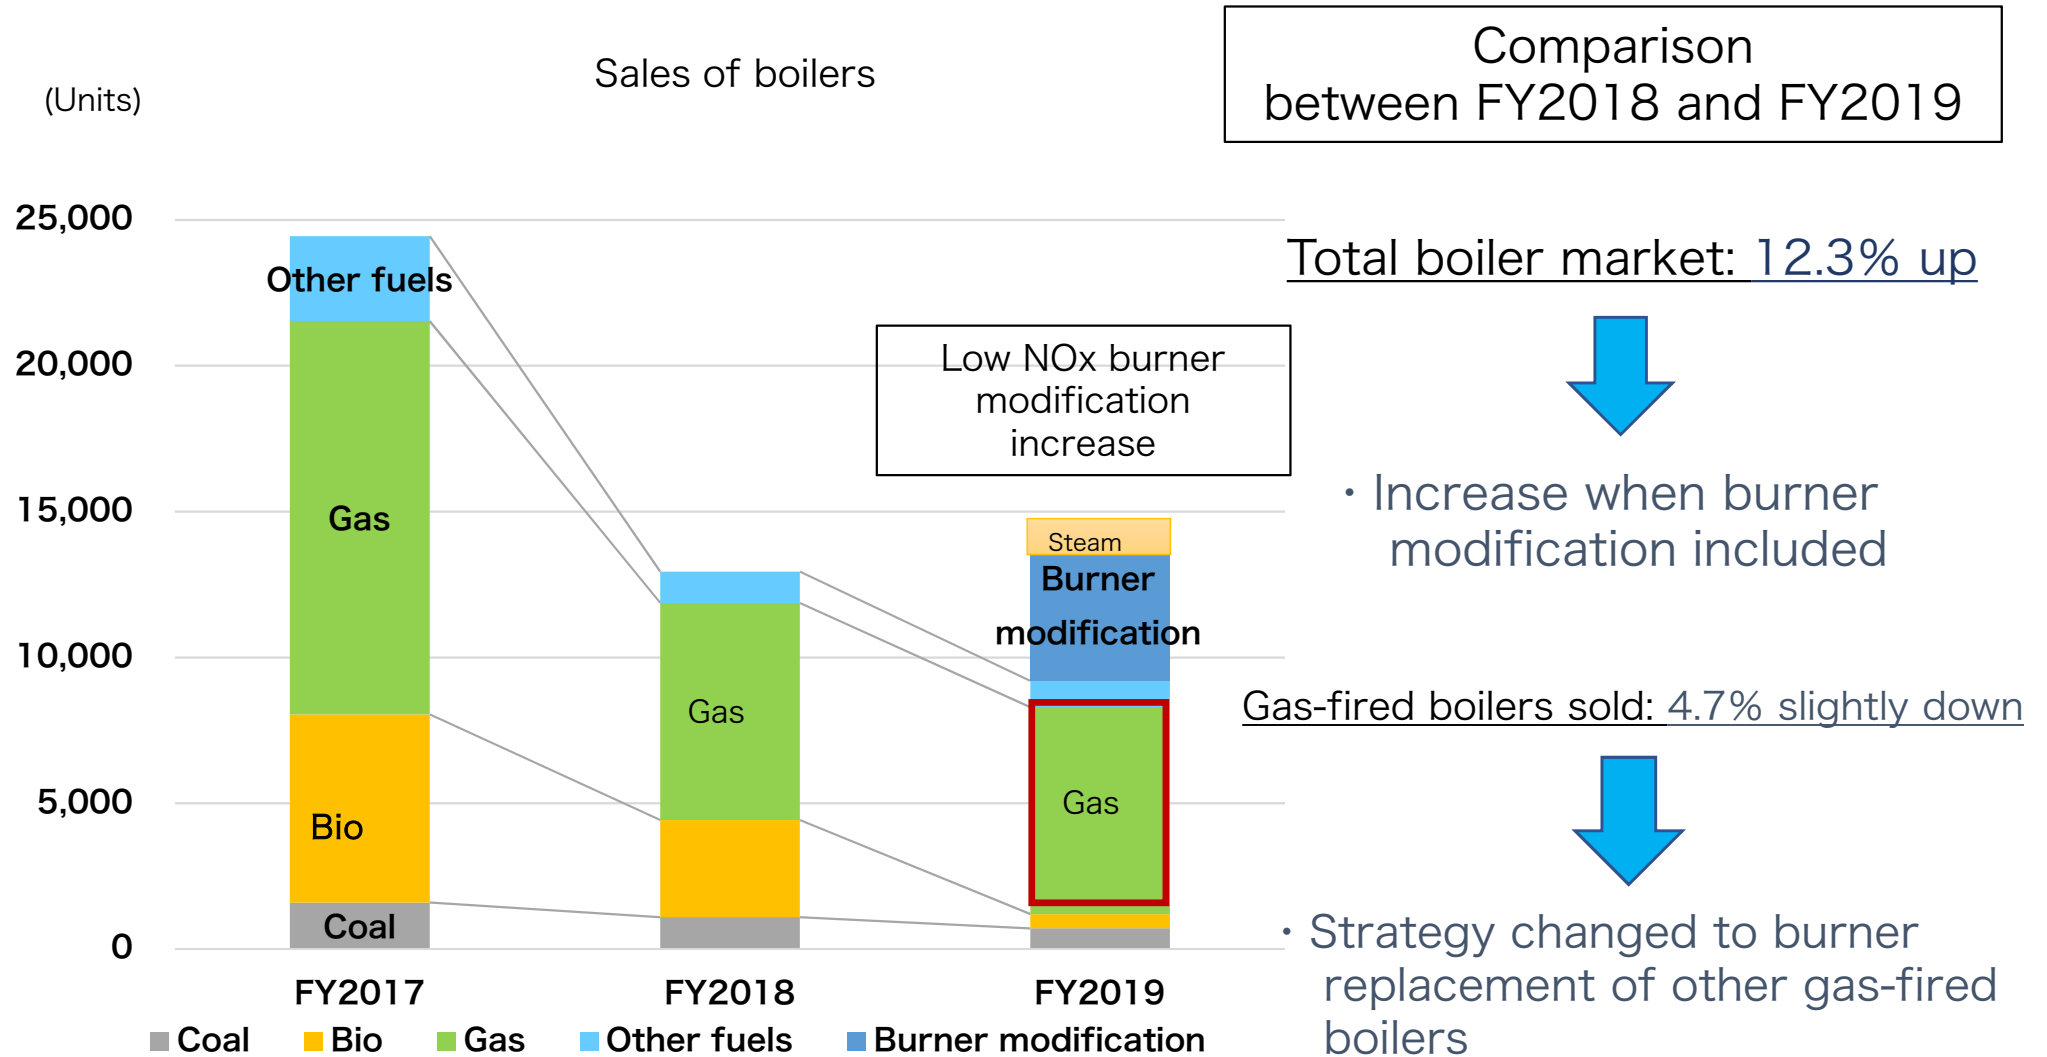 Sales of boilers
(Units)
Comparison
between FY2018 and FY2019
25,000
20,000
15,000
10,000
5,000
0
Other fuels
Gas
Bio
Coal
Gas
Low NOx burner
modification
increase
Steam
Burner
modification
Gas
FY2017
FY2018
FY2019
Coal
Bio
Gas
Other fuels
Burner modification
Total boiler market: 12.3% up
・Increase when burner
modification included
Gas-fired boilers sold: 4.7% slightly down
・Strategy changed to burner
replacement of other gas-fired
boilers